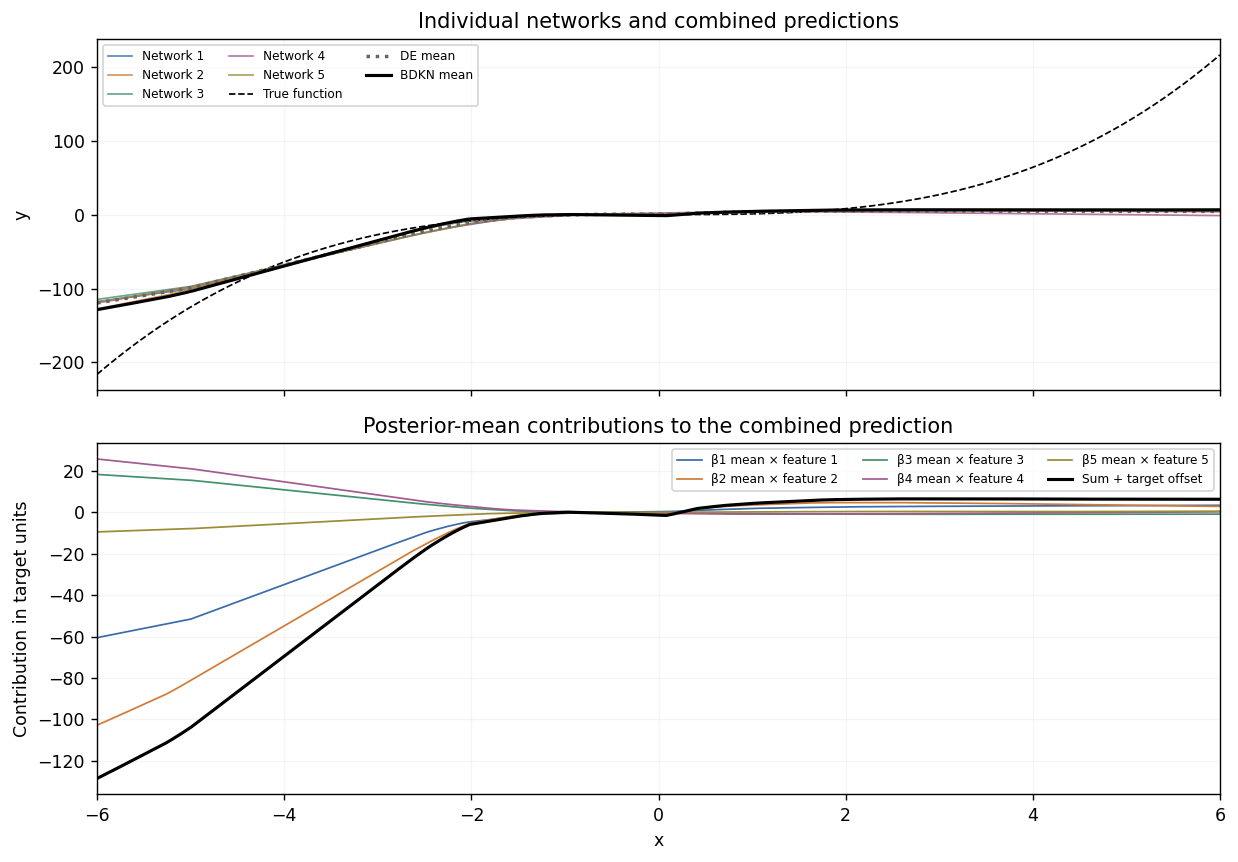 Individual networks and combined predictions
Network 1
Network 2
Network 3
Network 4
Network 5
True function
DE mean
BDKN mean
200
100
0
−100
−200
y
Posterior-mean contributions to the combined prediction
β1 mean × feature 1
β2 mean × feature 2
β3 mean × feature 3
β4 mean × feature 4
β5 mean × feature 5
Sum + target offset
20
0
−20
−40
−60
−80
−100
−120
Contribution in target units
−6
−4
−2
0
2
4
6
x